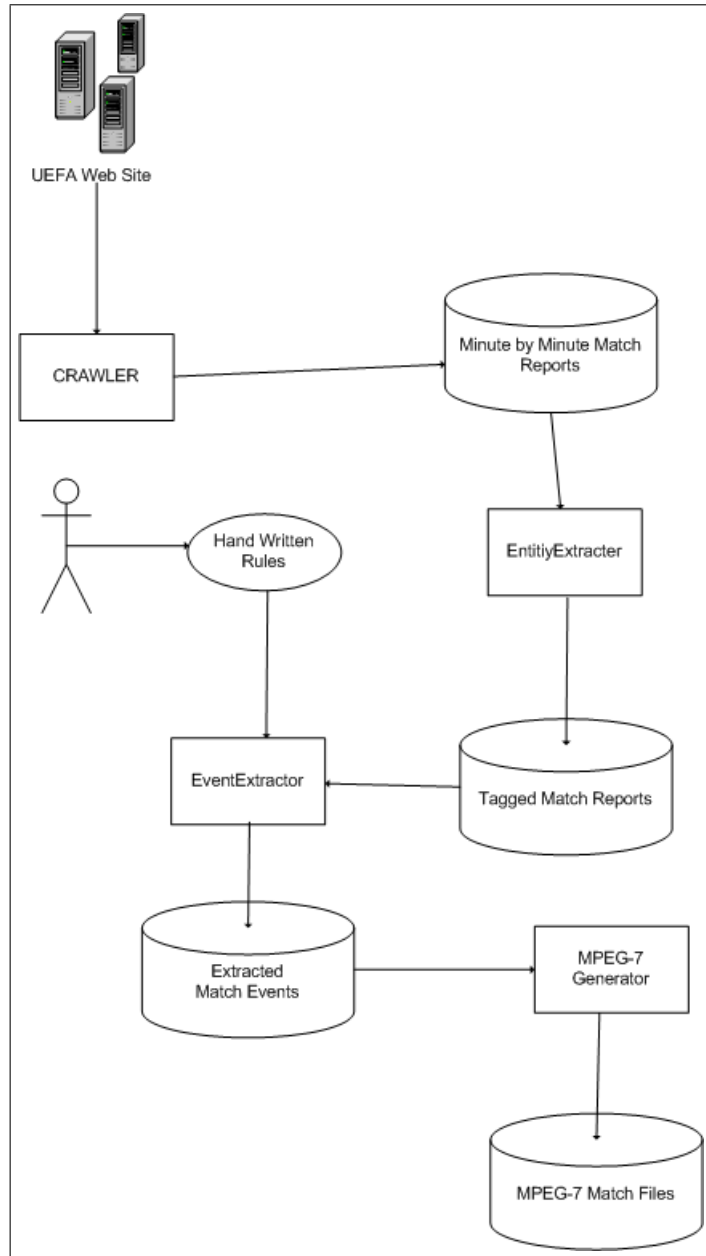 UEFA Web Site
CRAWLER
Minute by Minute Match
Reports
Hand Written
Rules
EntitiyExtracter
EventExtractor
Tagged Match Reports
Extracted
Match Events
MPEG-7
Generator
MPEG-7 Match Files